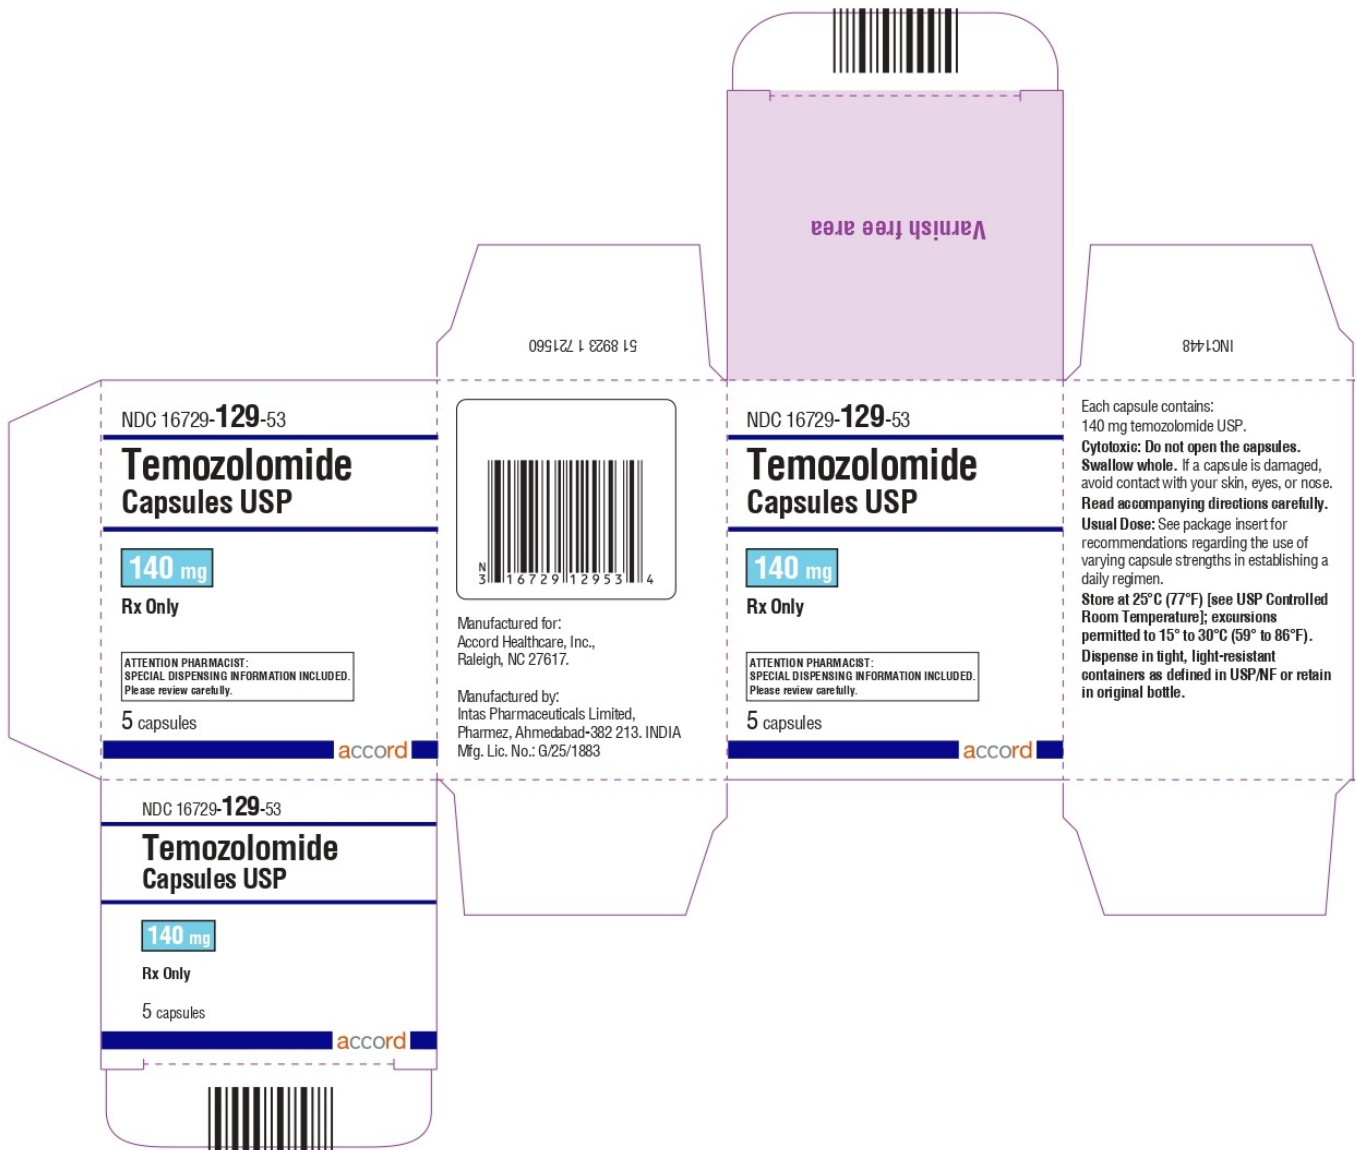 Varnish free area
51 8923 1 721560
INC1448
NDC 16729-129-53
Temozolomide
Capsules USP
140 mg
Rx Only
ATTENTION PHARMACIST:
SPECIAL DISPENSING INFORMATION INCLUDED.
Please review carefully.
5 capsules
accord
N
3 16729 12953 4
Manufactured for:
Accord Healthcare, Inc.,
Raleigh, NC 27617.
Manufactured by:
Intas Pharmaceuticals Limited,
Pharmez, Ahmedabad-382 213. INDIA
Mfg. Lic. No.: G/25/1883
NDC 16729-129-53
Temozolomide
Capsules USP
140 mg
Rx Only
ATTENTION PHARMACIST:
SPECIAL DISPENSING INFORMATION INCLUDED.
Please review carefully.
5 capsules
accord
Each capsule contains:
140 mg temozolomide USP.
Cytotoxic: Do not open the capsules.
Swallow whole. If a capsule is damaged,
avoid contact with your skin, eyes, or nose.
Read accompanying directions carefully.
Usual Dose: See package insert for
recommendations regarding the use of
varying capsule strengths in establishing a
daily regimen.
Store at 25°C (77°F) [see USP Controlled
Room Temperature]; excursions
permitted to 15° to 30°C (59° to 86°F).
Dispense in tight, light-resistant
containers as defined in USP/NF or retain
in original bottle.
NDC 16729-129-53
Temozolomide
Capsules USP
140 mg
Rx Only
5 capsules
accord